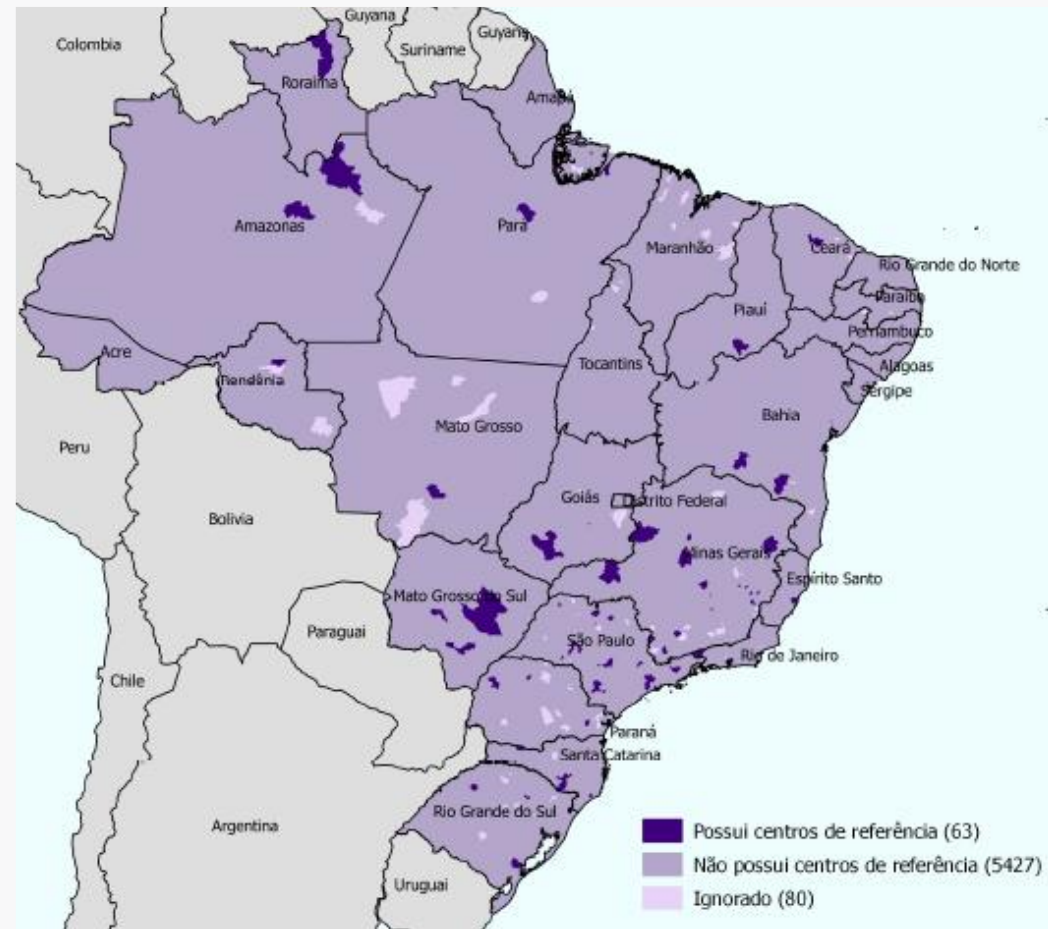 Guyana
Colombia
Suriname
Guyana
Roraima
Amapá
Amazonas
Pará
Maranhão
Ceará
Rio Grande do Norte
Paraíba
Piauí
Pernambuco
Acre
Tocantins
Alagoas
Rondônia
Sergipe
Bahia
Mato Grosso
Peru
Goiás
Distrito Federal
Bolivia
Minas Gerais
Espírito Santo
Mato Grosso do Sul
Paraguai
São Paulo
Rio de Janeiro
Chile
Paraná
Santa Catarina
Rio Grande do Sul
Argentina
Uruguai
Possui centros de referência (63)
Não possui centros de referência (5427)
Ignorado (80)